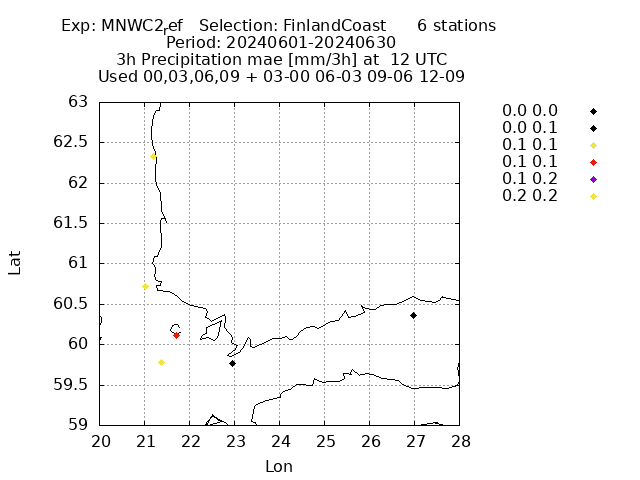 Exp: MNWC2ref   Selection: FinlandCoast      6 stations
Period: 20240601-20240630
3h Precipitation mae [mm/3h] at  12 UTC
Used 00,03,06,09 + 03-00 06-03 09-06 12-09
63
62.5
62
61.5
61
60.5
60
59.5
59
20 21 22 23 24 25 26 27 28
Lat
Lon
0.0 0.0
0.0 0.1
0.1 0.1
0.1 0.1
0.1 0.2
0.2 0.2